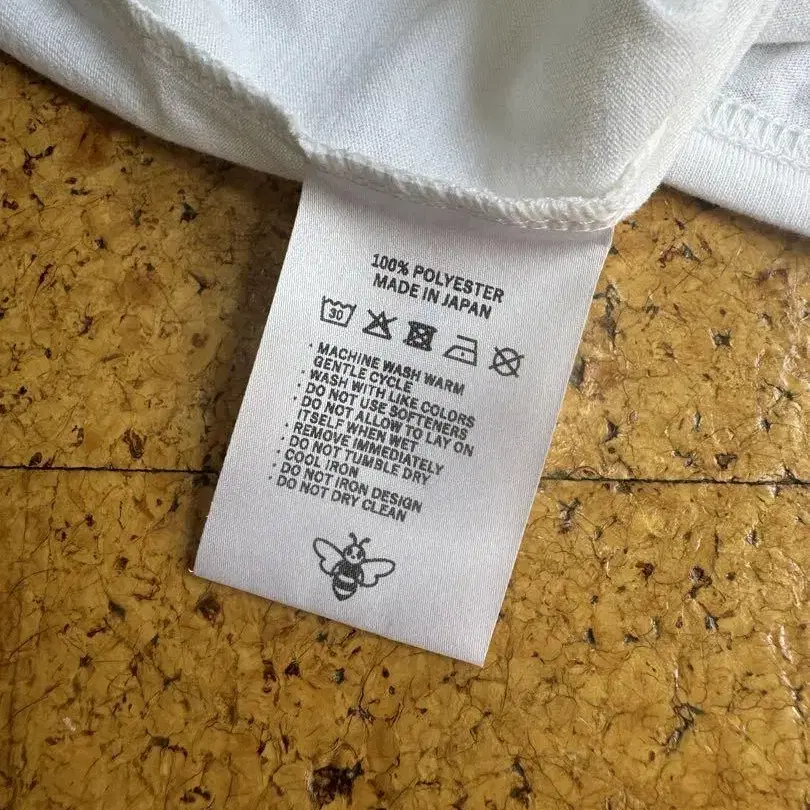 100% POLYESTER
MADE IN JAPAN
30
· MACHINE WASH WARM
GENTLE CYCLE
· WASH WITH LIKE COLORS
· DO NOT USE SOFTENERS
· DO NOT ALLOW TO LAY ON
ITSELF WHEN WET
· REMOVE IMMEDIATELY
· DO NOT TUMBLE DRY
· COOL IRON
· DO NOT IRON DESIGN
· DO NOT DRY CLEAN